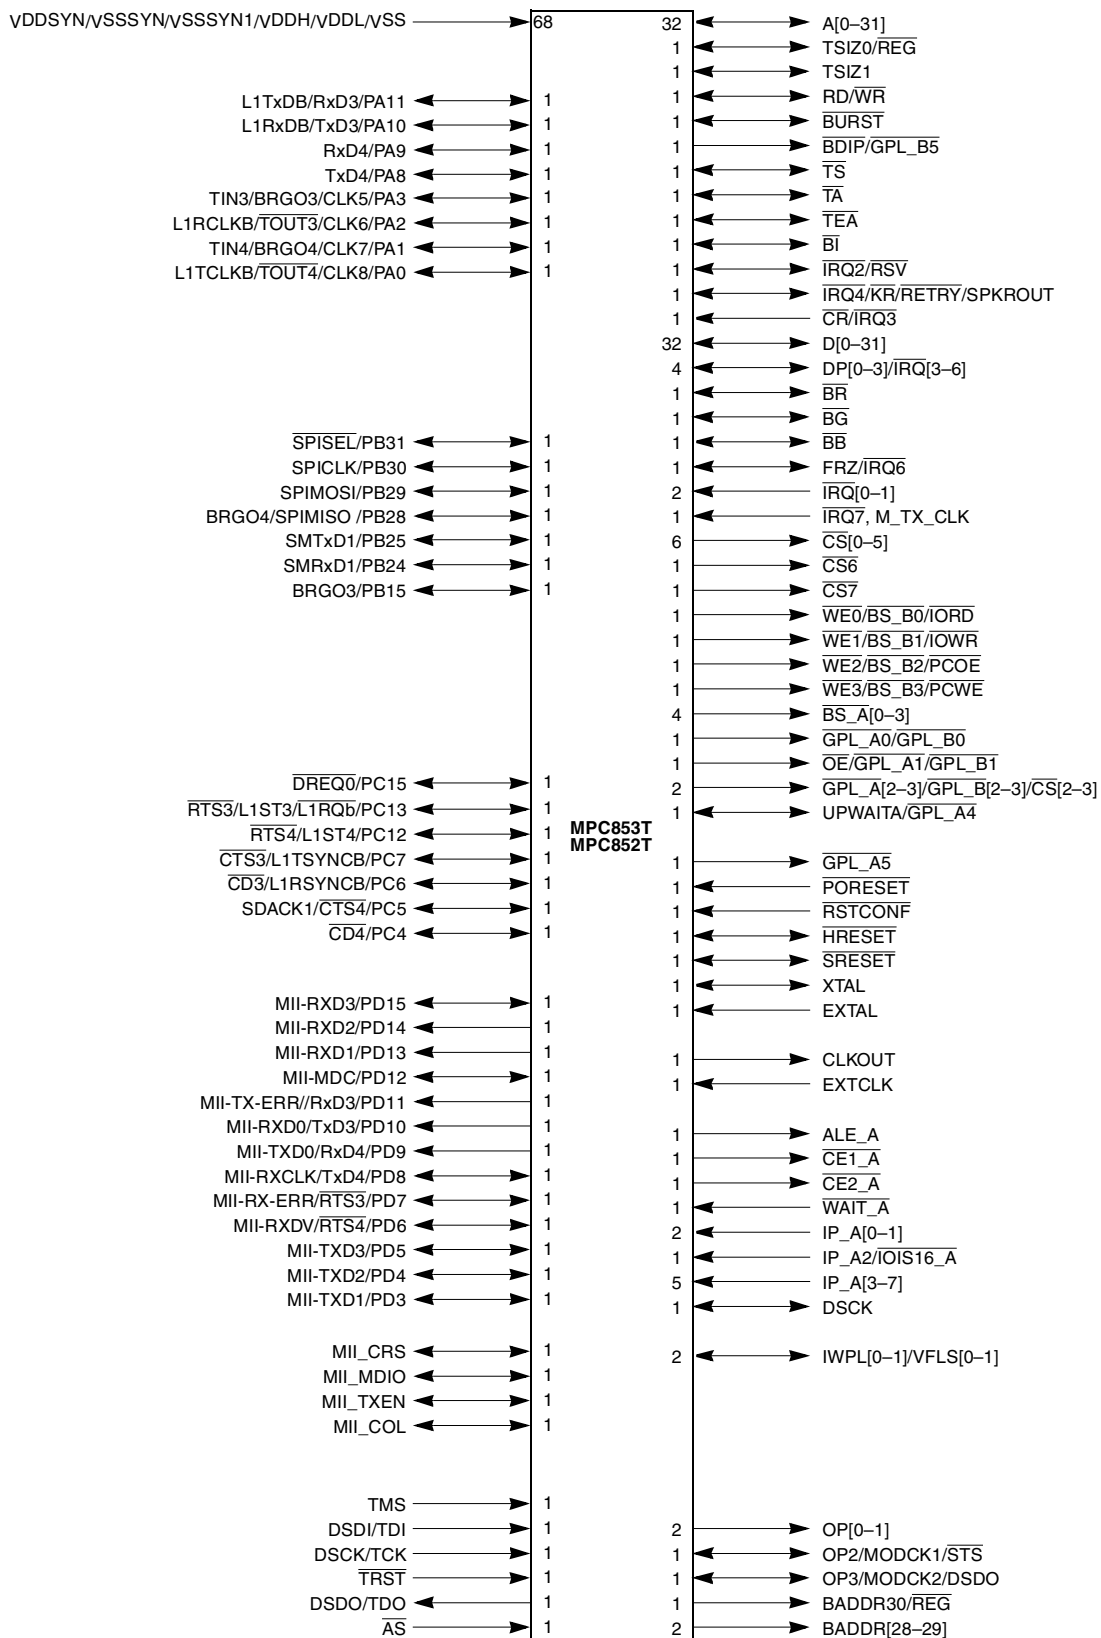 VDDSYN/VSSSYN/VSSSYN1/VDDH/VDDL/VSS 68
L1TxDB/RxD3/PA11 1
L1RxDB/TxD3/PA10 1
RxD4/PA9 1
TxD4/PA8 1
TIN3/BRGO3/CLK5/PA3 1
L1RCLKB/TOUT3/CLK6/PA2 1
TIN4/BRGO4/CLK7/PA1 1
L1TCLKB/TOUT4/CLK8/PA0 1
SPISEL/PB31 1
SPICLK/PB30 1
SPIMOSI/PB29 1
BRGO4/SPIMISO /PB28 1
SMTxD1/PB25 1
SMRxD1/PB24 1
BRGO3/PB15 1
DREQ0/PC15 1
RTS3/L1ST3/L1RQb/PC13 1
RTS4/L1ST4/PC12 1
CTS3/L1TSYNCB/PC7 1
CD3/L1RSYNCB/PC6 1
SDACK1/CTS4/PC5 1
CD4/PC4 1
MII-RXD3/PD15 1
MII-RXD2/PD14 1
MII-RXD1/PD13 1
MII-MDC/PD12 1
MII-TX-ERR//RxD3/PD11 1
MII-RXD0/TxD3/PD10 1
MII-TXD0/RxD4/PD9 1
MII-RXCLK/TxD4/PD8 1
MII-RX-ERR/RTS3/PD7 1
MII-RXDV/RTS4/PD6 1
MII-TXD3/PD5 1
MII-TXD2/PD4 1
MII-TXD1/PD3 1
MII_CRS 1
MII_MDIO 1
MII_TXEN 1
MII_COL 1
TMS 1
DSDI/TDI 1
DSCK/TCK 1
TRST 1
DSDO/TDO 1
AS 1
MPC853T
MPC852T
32 A[0–31]
1 TSIZ0/REG
1 TSIZ1
1 RD/WR
1 BURST
1 BDIP/GPL_B5
1 TS
1 TA
1 TEA
1 BI
1 IRQ2/RSV
1 IRQ4/KR/RETRY/SPKROUT
1 CR/IRQ3
32 D[0–31]
4 DP[0–3]/IRQ[3–6]
1 BR
1 BG
1 BB
1 FRZ/IRQ6
2 IRQ[0–1]
1 IRQ7, M_TX_CLK
6 CS[0–5]
1 CS6
1 CS7
1 WE0/BS_B0/IORD
1 WE1/BS_B1/IOWR
1 WE2/BS_B2/PCOE
1 WE3/BS_B3/PCWE
4 BS_A[0–3]
1 GPL_A0/GPL_B0
1 OE/GPL_A1/GPL_B1
2 GPL_A[2–3]/GPL_B[2–3]/CS[2–3]
1 UPWAITA/GPL_A4
1 GPL_A5
1 PORESET
1 RSTCONF
1 HRESET
1 SRESET
1 XTAL
1 EXTAL
1 CLKOUT
1 EXTCLK
1 ALE_A
1 CE1_A
1 CE2_A
1 WAIT_A
2 IP_A[0–1]
1 IP_A2/IOIS16_A
5 IP_A[3–7]
1 DSCK
2 IWPL[0–1]/VFLS[0–1]
2 OP[0–1]
1 OP2/MODCK1/STS
1 OP3/MODCK2/DSDO
1 BADDR30/REG
2 BADDR[28–29]